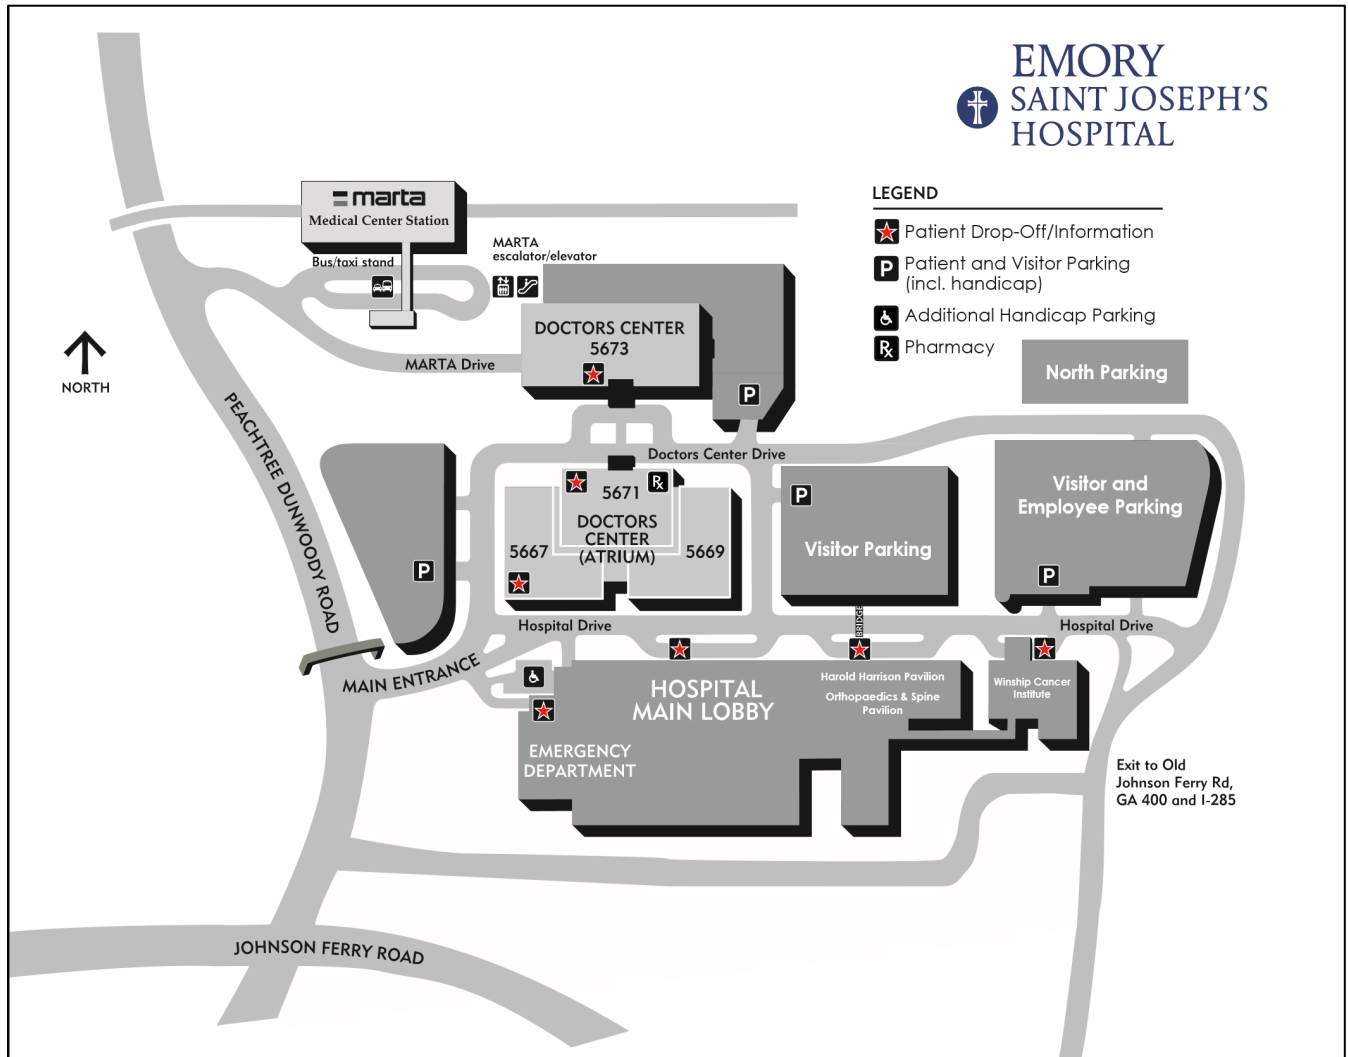 EMORY
SAINT JOSEPH'S
HOSPITAL
LEGEND
Patient Drop-Off/Information
P
Patient and Visitor Parking
(incl. handicap)
Additional Handicap Parking
Rx
Pharmacy
marta
Medical Center Station
Bus/taxi stand
MARTA
escalator/elevator
NORTH
MARTA Drive
DOCTORS CENTER
5673
P
North Parking
PEACHTREE DUNWOODY ROAD
Doctors Center Drive
P
5671
Rx
DOCTORS
CENTER
(ATRIUM)
5667
5669
P
Visitor Parking
Visitor and
Employee Parking
P
BRIDGE
Hospital Drive
Hospital Drive
MAIN ENTRANCE
HOSPITAL
MAIN LOBBY
Harold Harrison Pavilion
Orthopaedics & Spine
Pavilion
Winship Cancer
Institute
EMERGENCY
DEPARTMENT
Exit to Old
Johnson Ferry Rd,
GA 400 and I-285
JOHNSON FERRY ROAD